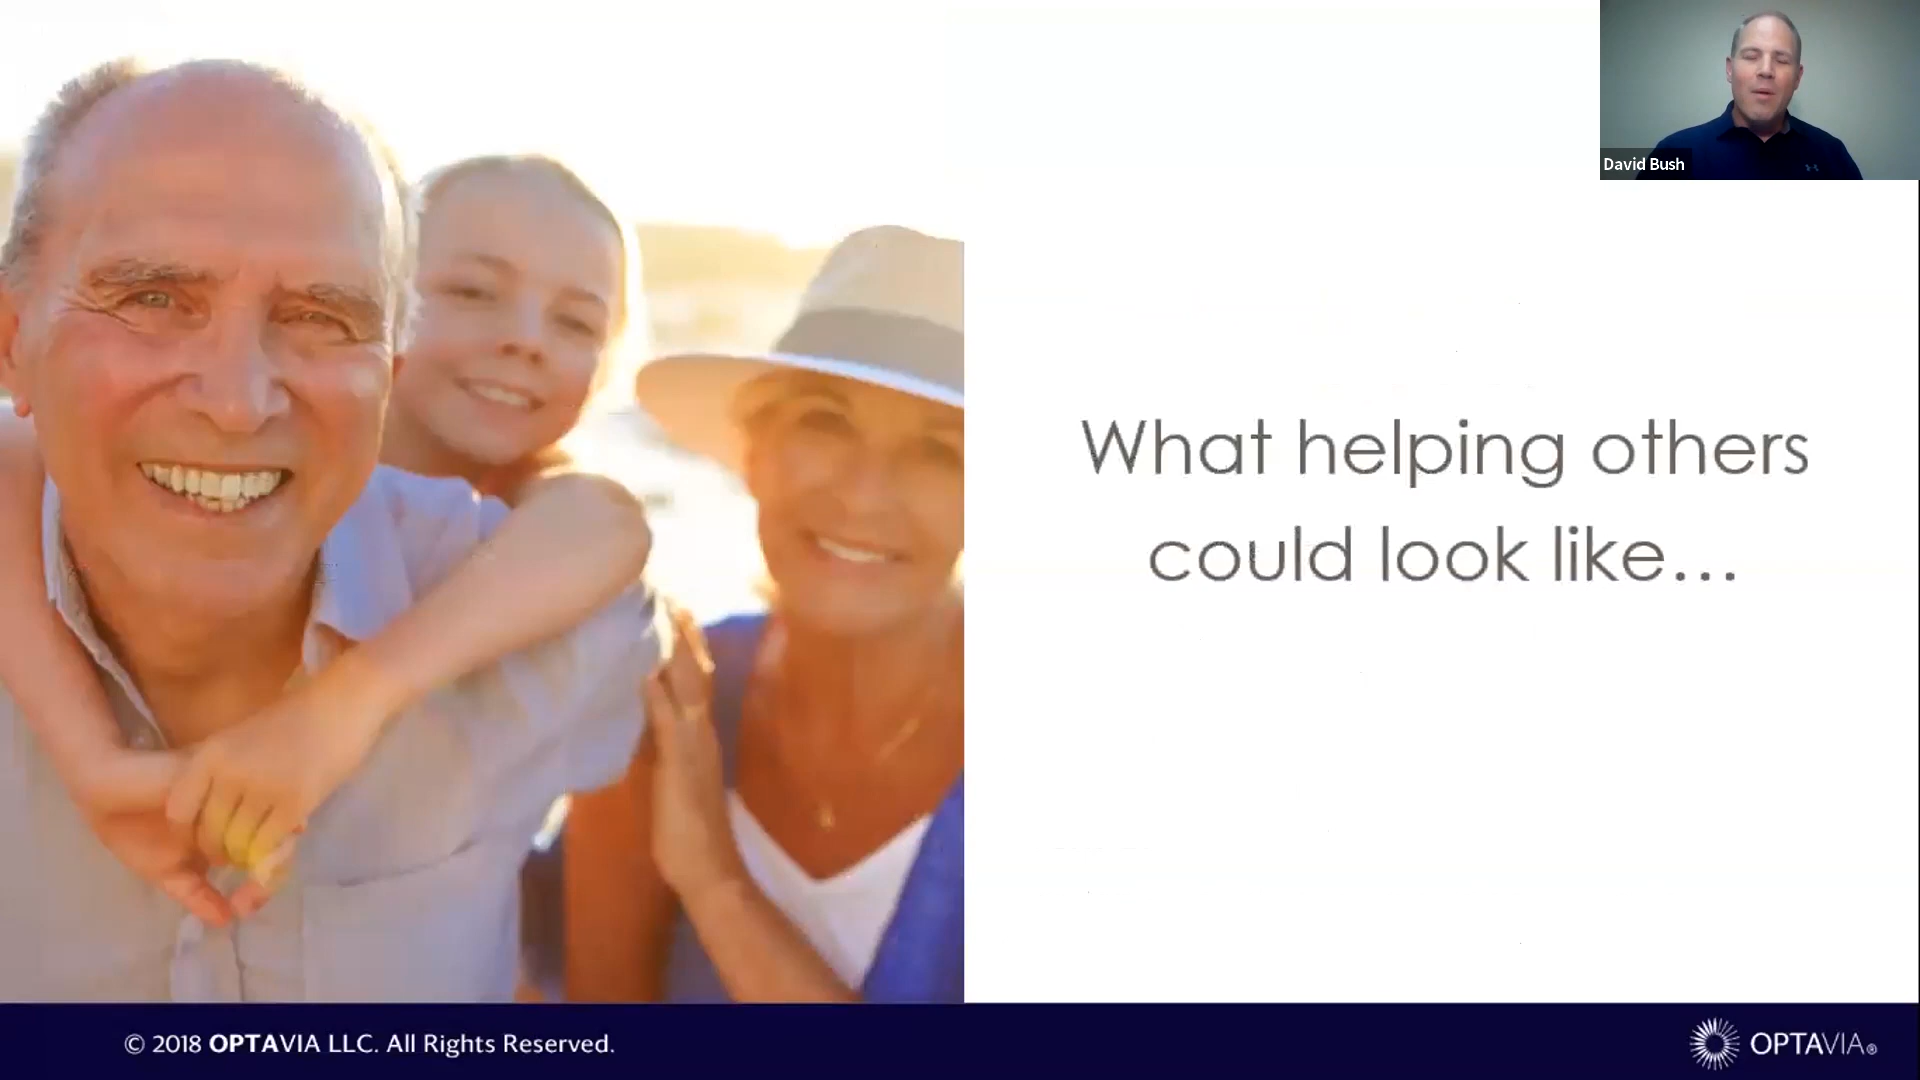 David Bush
What helping others
could look like...
© 2018 OPTAVIA LLC. All Rights Reserved.
OPTAVIA®